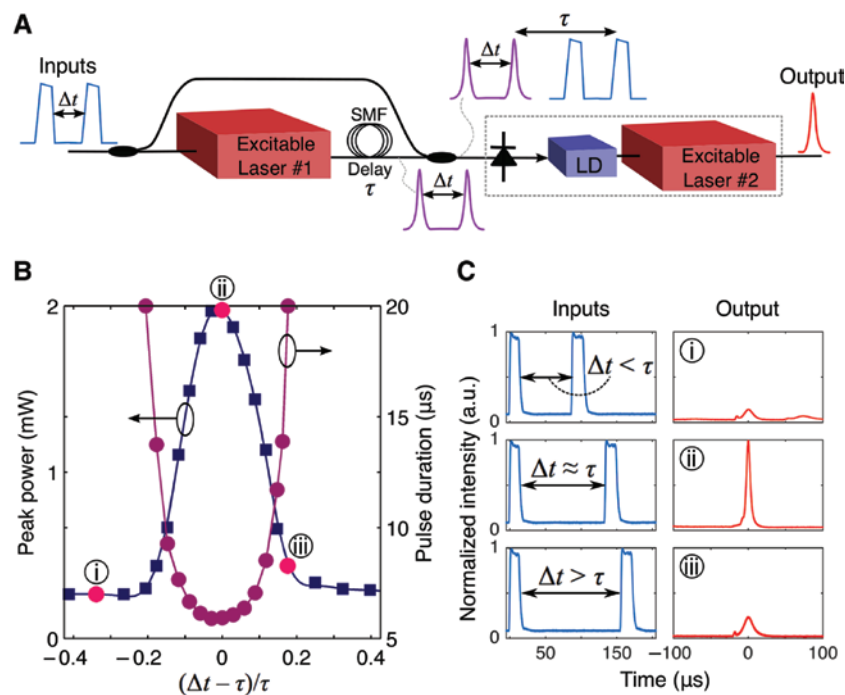 A
Inputs
Δt
Excitable
Laser #1
SMF
Delay
τ
Δt
Δt
τ
LD
Excitable
Laser #2
Output
B
Peak power (mW)
2
1
0
i
ii
iii
20
15
10
5
Pulse duration (μs)
−0.4 −0.2 0 0.2 0.4
(Δt − τ)/τ
C
Inputs Output
Normalized intensity (a.u.)
1
0
Δt < τ
i
1
0
Δt ≈ τ
ii
1
0
Δt > τ
iii
50 150 −100 0 100
Time (μs)